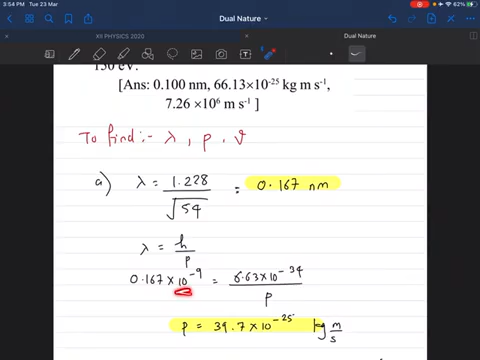 3:54 PM Tue 23 Mar
62%
Dual Nature
XII PHYSICS 2020
Dual Nature
150 eV.
[Ans: 0.100 nm, 66.13×10⁻²⁵ kg m s⁻¹,
7.26 ×10⁶ m s⁻¹ ]
To find :- λ , p , v
a) λ = 1.228 / √54 = 0.167 nm
λ = h / p
0.167 × 10⁻⁹ = 6.63×10⁻³⁴ / p
p = 39.7 × 10⁻²⁵ kg m/s